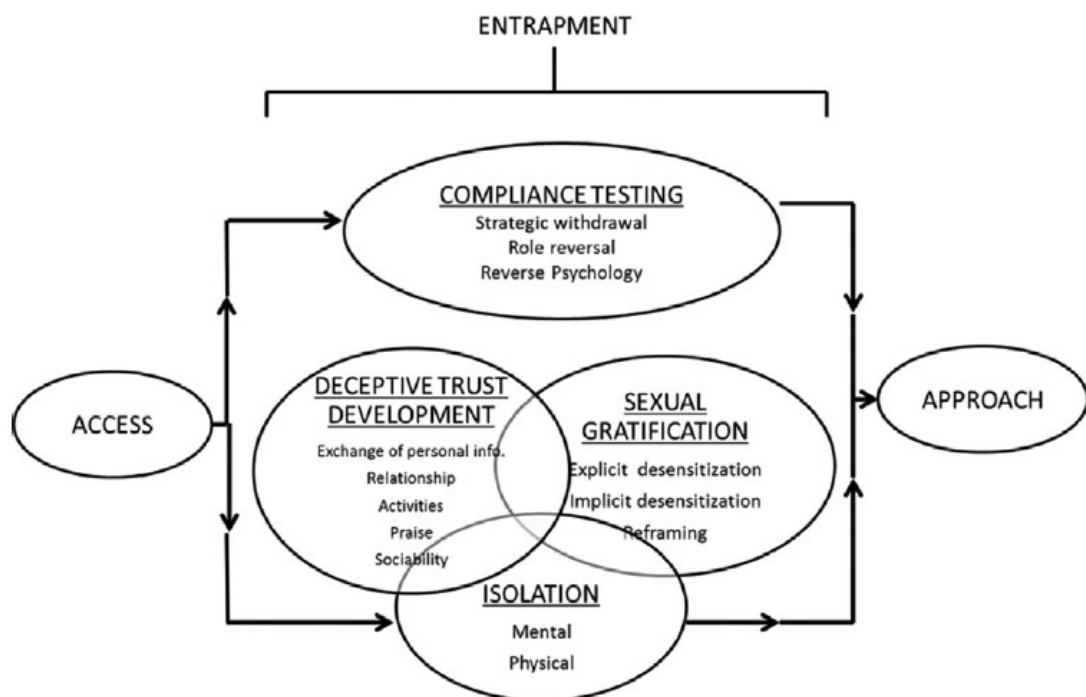 ENTRAPMENT
COMPLIANCE TESTING
Strategic withdrawal
Role reversal
Reverse Psychology
ACCESS
DECEPTIVE TRUST
DEVELOPMENT
Exchange of personal info.
Relationship
Activities
Praise
Sociability
SEXUAL
GRATIFICATION
Explicit desensitization
Implicit desensitization
Reframing
ISOLATION
Mental
Physical
APPROACH